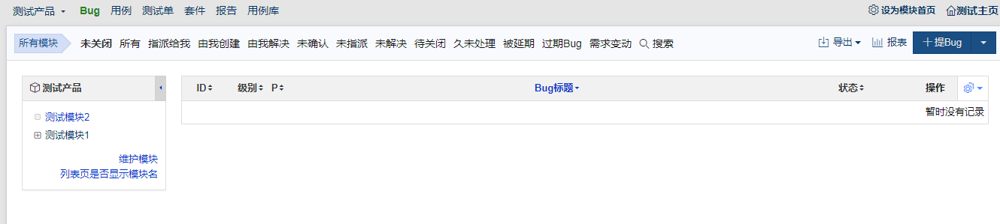 测试产品 Bug 用例 测试单 套件 报告 用例库 设为模块首页 测试主页
所有模块 未关闭 所有 指派给我 由我创建 由我解决 未确认 未指派 未解决 待关闭 久未处理 被延期 过期Bug 需求变动 搜索 导出 报表 提Bug
测试产品
ID 级别 P Bug标题 状态 操作
暂时没有记录
测试模块2
测试模块1
维护模块
列表页是否显示模块名